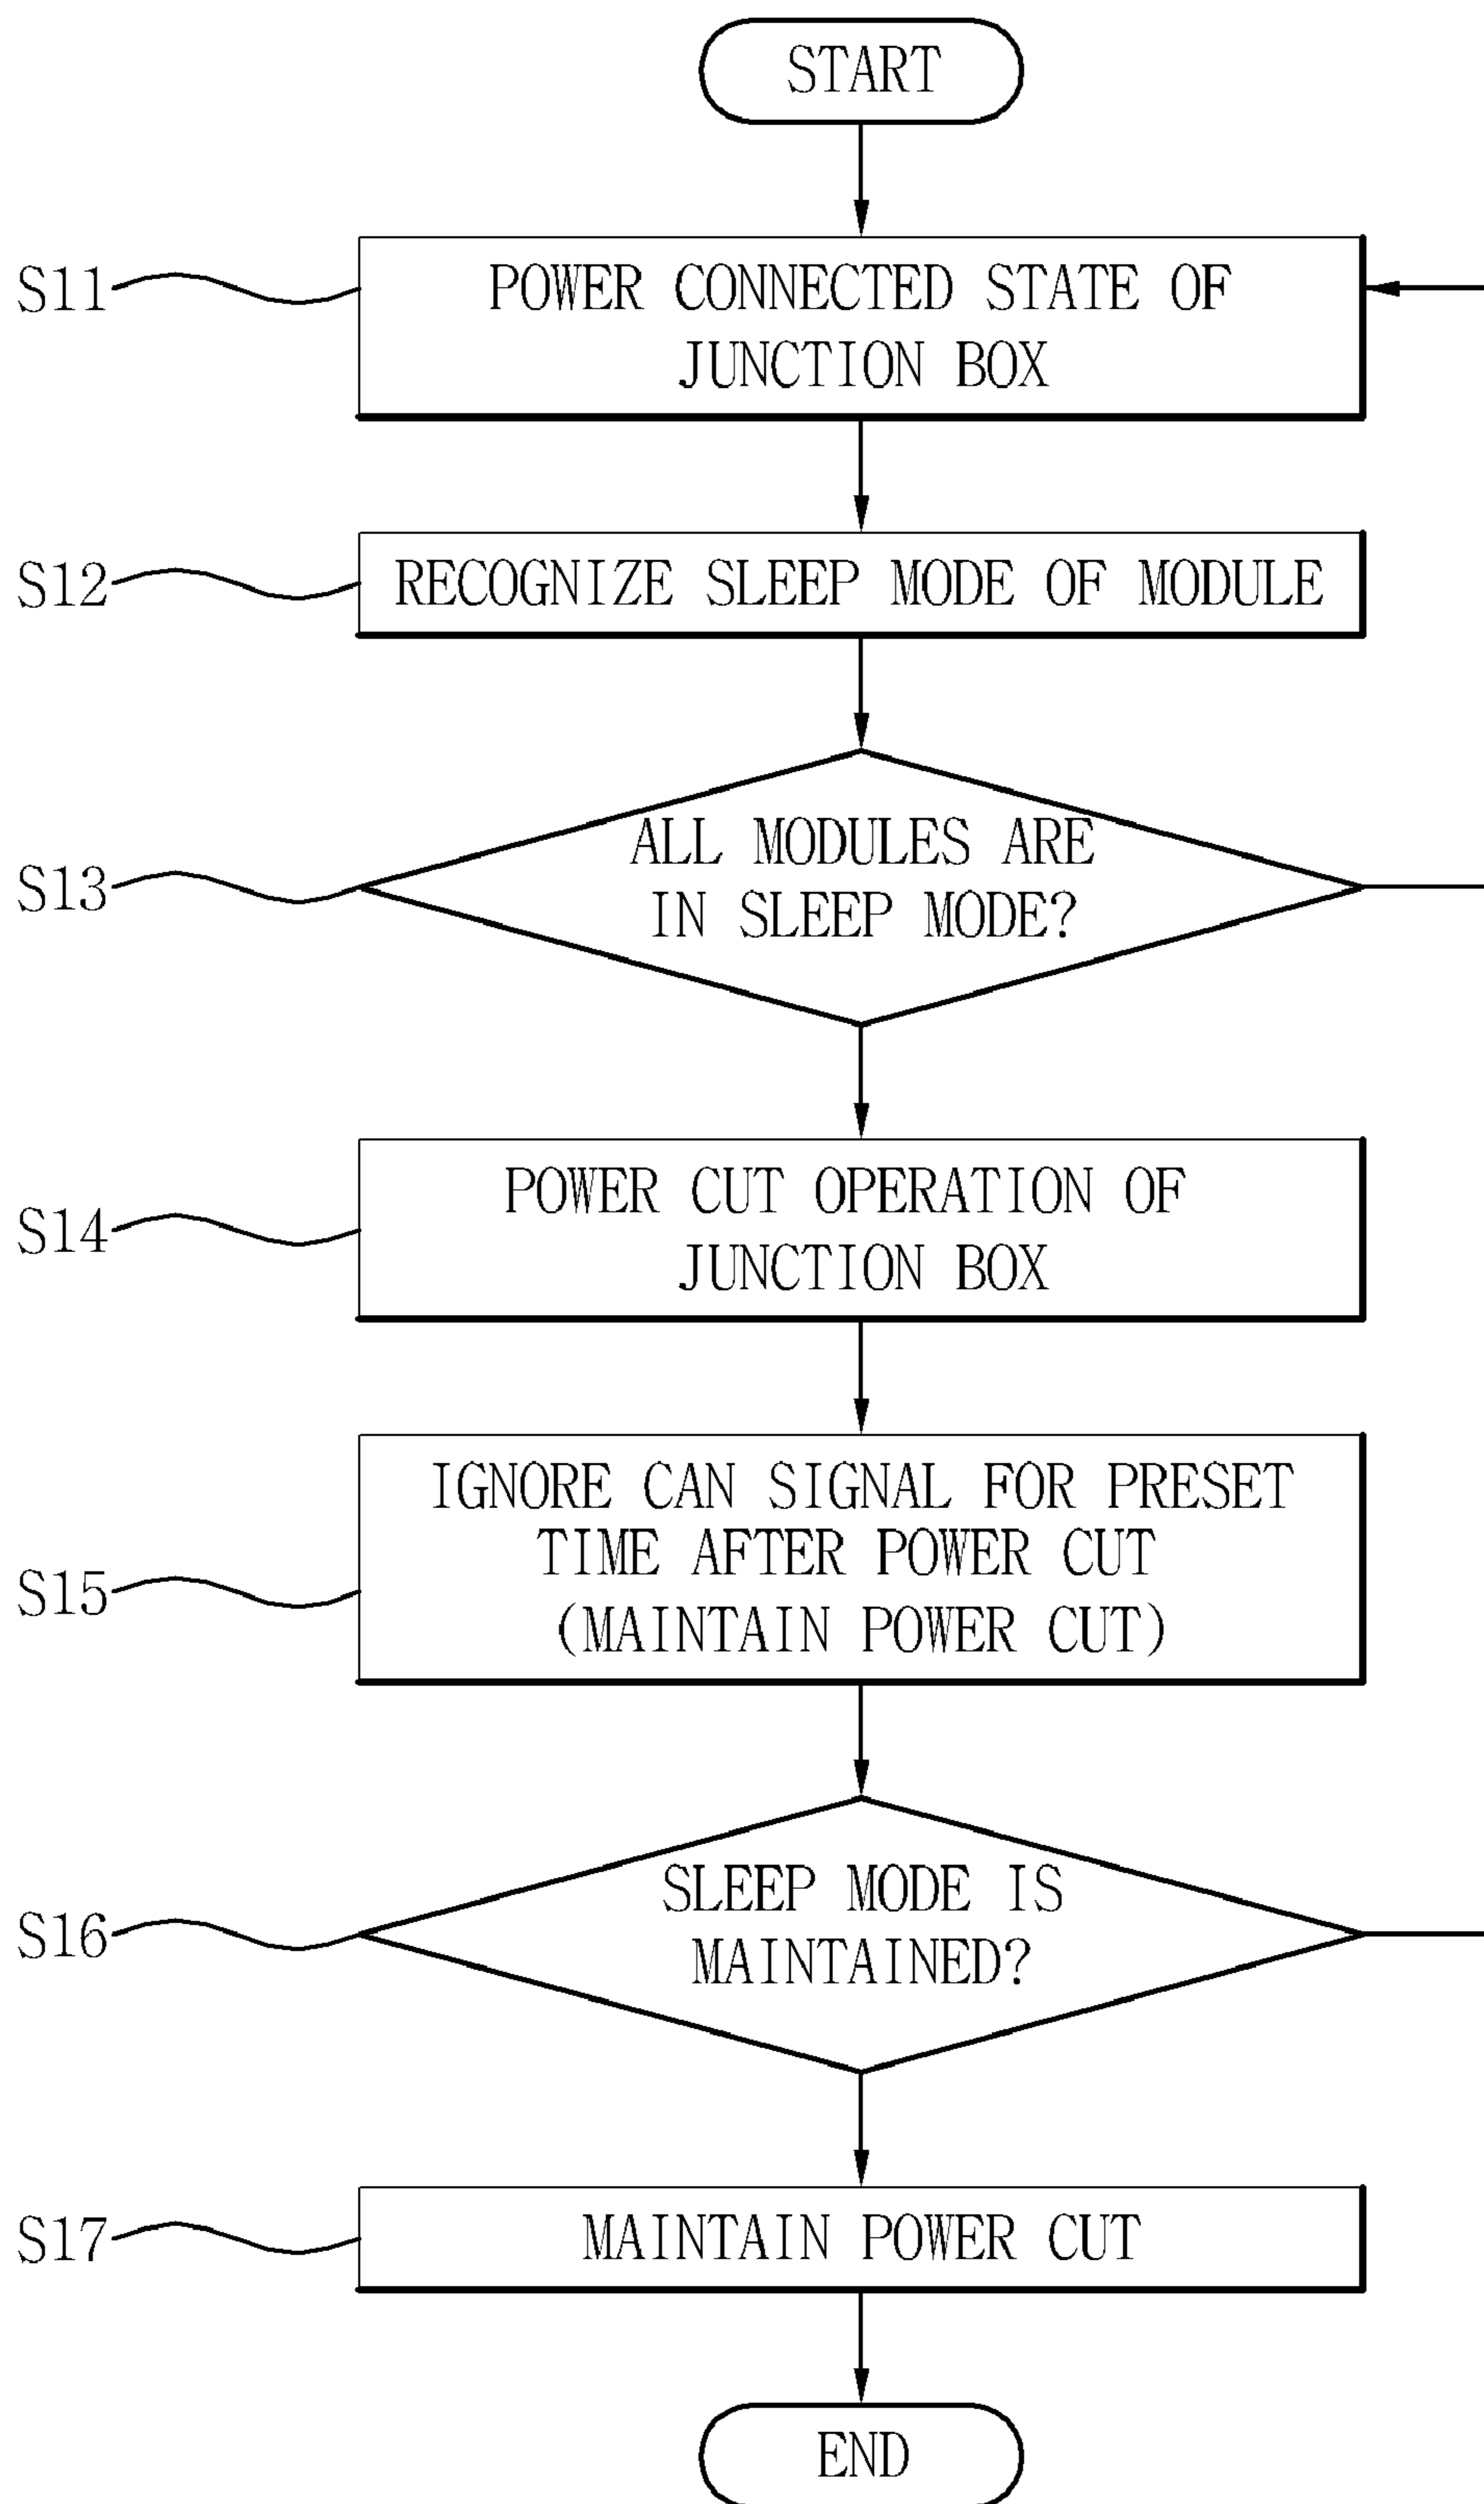 START
S11
POWER CONNECTED STATE OF
JUNCTION BOX
S12
RECOGNIZE SLEEP MODE OF MODULE
S13
ALL MODULES ARE
IN SLEEP MODE?
S14
POWER CUT OPERATION OF
JUNCTION BOX
S15
IGNORE CAN SIGNAL FOR PRESET
TIME AFTER POWER CUT
(MAINTAIN POWER CUT)
S16
SLEEP MODE IS
MAINTAINED?
S17
MAINTAIN POWER CUT
END